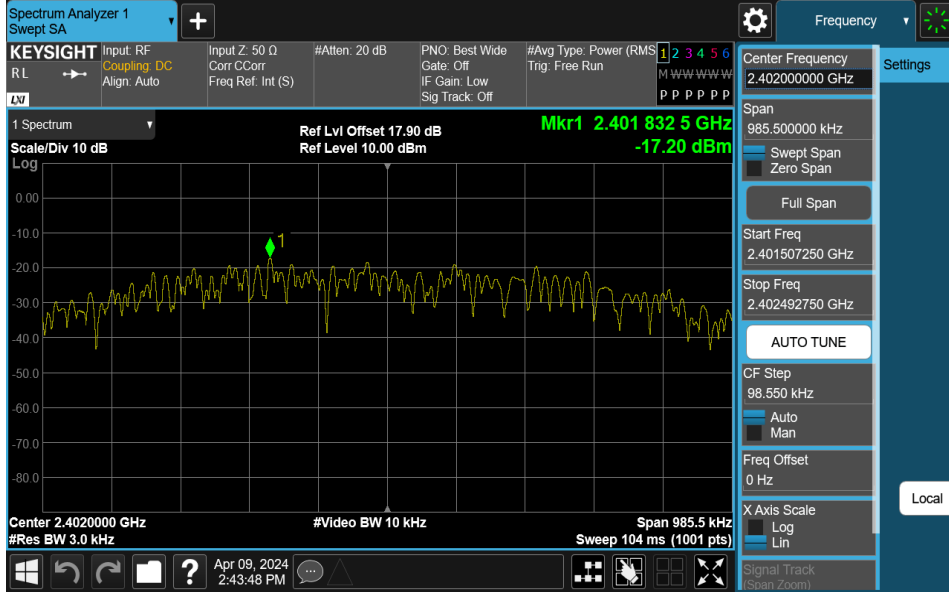 Spectrum Analyzer 1
Swept SA
+
Frequency
KEYSIGHT
R L
LXI
Input: RF
Coupling: DC
Align: Auto
Input Z: 50 Ω
Corr CCorr
Freq Ref: Int (S)
#Atten: 20 dB
PNO: Best Wide
Gate: Off
IF Gain: Low
Sig Track: Off
#Avg Type: Power (RMS
Trig: Free Run
1 2 3 4 5 6
M W W W W W
P P P P P P
1 Spectrum
Scale/Div 10 dB
Ref Lvl Offset 17.90 dB
Ref Level 10.00 dBm
Mkr1 2.401 832 5 GHz
-17.20 dBm
Log
0.00
-10.0
-20.0
-30.0
-40.0
-50.0
-60.0
-70.0
-80.0
1
Center 2.4020000 GHz
#Res BW 3.0 kHz
#Video BW 10 kHz
Span 985.5 kHz
Sweep 104 ms (1001 pts)
?
Apr 09, 2024
2:43:48 PM
Center Frequency
2.402000000 GHz
Span
985.500000 kHz
Swept Span
Zero Span
Full Span
Start Freq
2.401507250 GHz
Stop Freq
2.402492750 GHz
AUTO TUNE
CF Step
98.550 kHz
Auto
Man
Freq Offset
0 Hz
X Axis Scale
Log
Lin
Signal Track
(Span Zoom)
Settings
Local